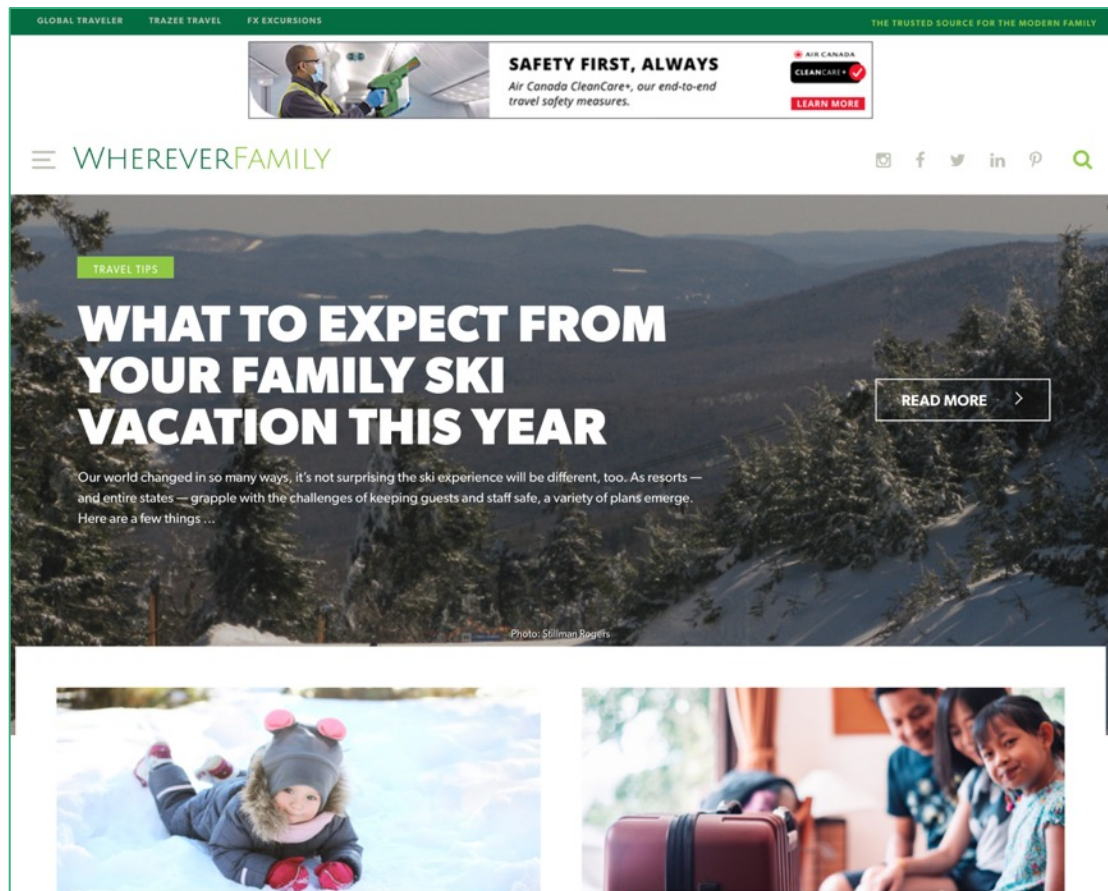 GLOBAL TRAVELER TRAZEE TRAVEL FX EXCURSIONS THE TRUSTED SOURCE FOR THE MODERN FAMILY
SAFETY FIRST, ALWAYS
Air Canada CleanCare+, our end-to-end
travel safety measures.
AIR CANADA
CLEANCARE+
LEARN MORE
WHEREVERFAMILY
TRAVEL TIPS
WHAT TO EXPECT FROM
YOUR FAMILY SKI
VACATION THIS YEAR
READ MORE
Our world changed in so many ways, it's not surprising the ski experience will be different, too. As resorts —
and entire states — grapple with the challenges of keeping guests and staff safe, a variety of plans emerge.
Here are a few things ...
Photo: Stillman Rogers